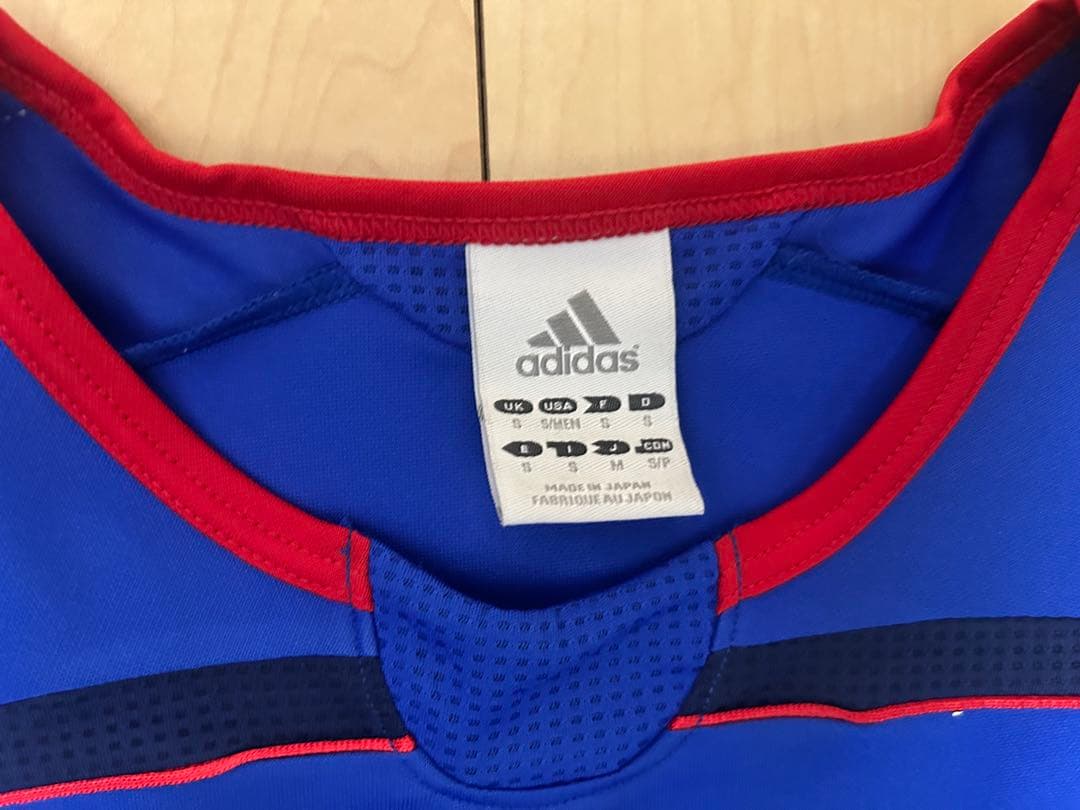 adidas
UK USA F D
S S/MEN S S
E I J CDN
S S M S/P
MADE IN JAPAN
FABRIQUE AU JAPON